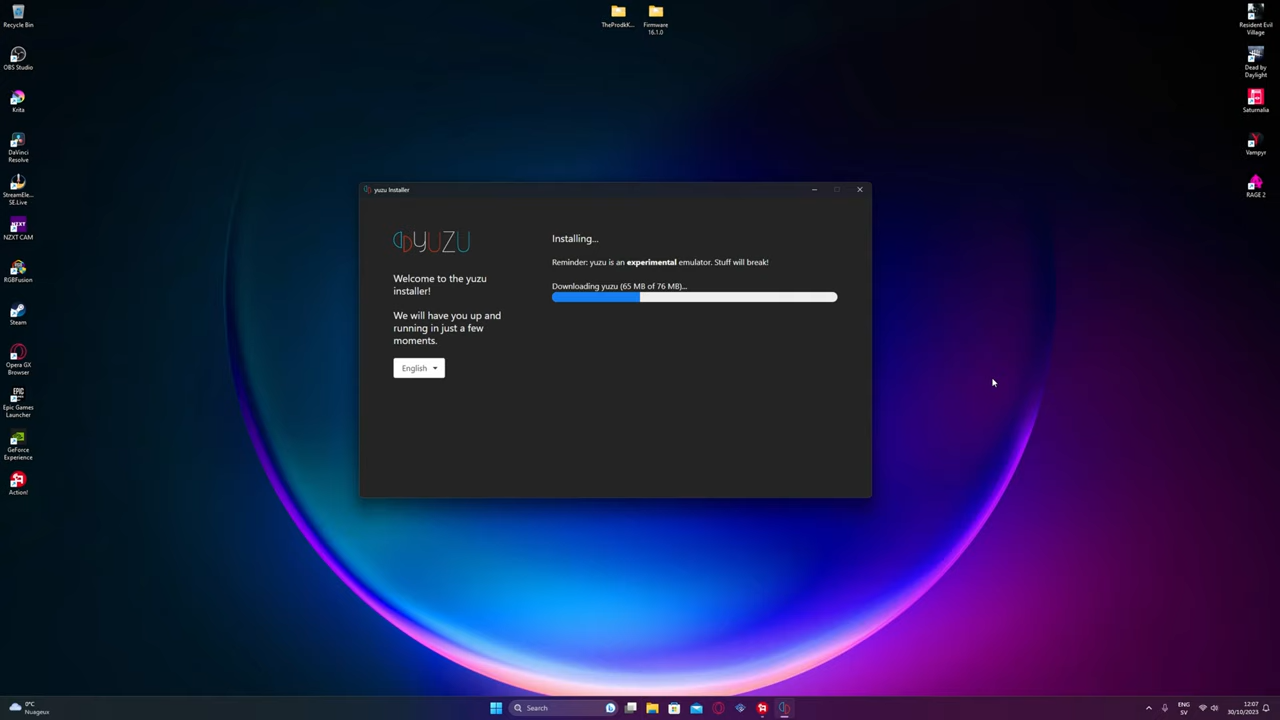 Recycle Bin
OBS Studio
Krita
DaVinci
Resolve
StreamEle...
SE.Live
NZXT CAM
RGBFusion
Steam
Opera GX
Browser
Epic Games
Launcher
GeForce
Experience
Action!
TheProdkK...
Firmware
16.1.0
Resident Evil
Village
Dead by
Daylight
Saturnalia
Vampyr
RAGE 2
yuzu Installer
YUZU
Welcome to the yuzu
installer!
We will have you up and
running in just a few
moments.
English
Installing...
Reminder: yuzu is an experimental emulator. Stuff will break!
Downloading yuzu (65 MB of 76 MB)...
0°C
Nuageux
Search
ENG
SV
12:07
30/10/2023